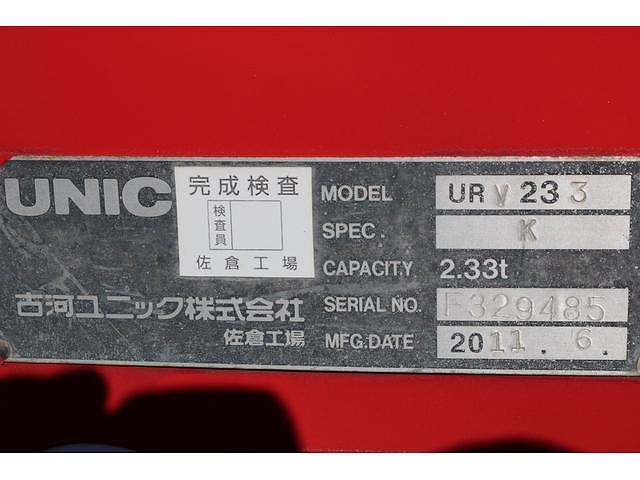 UNIC
完成検査
検査員
佐倉工場
古河ユニック株式会社
佐倉工場
MODEL URV233
SPEC. K
CAPACITY 2.33t
SERIAL NO. F329485
MFG.DATE 2011.6.